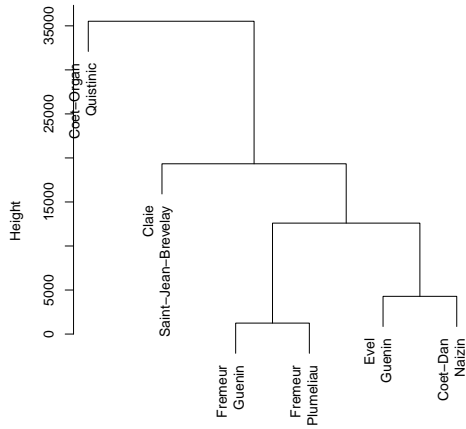 Height
0
5000
15000
25000
35000
Coet−Organ
Quistinic
Claie
Saint−Jean−Brevelay
Fremeur
Guenin
Fremeur
Plumeliau
Evel
Guenin
Coet−Dan
Naizin